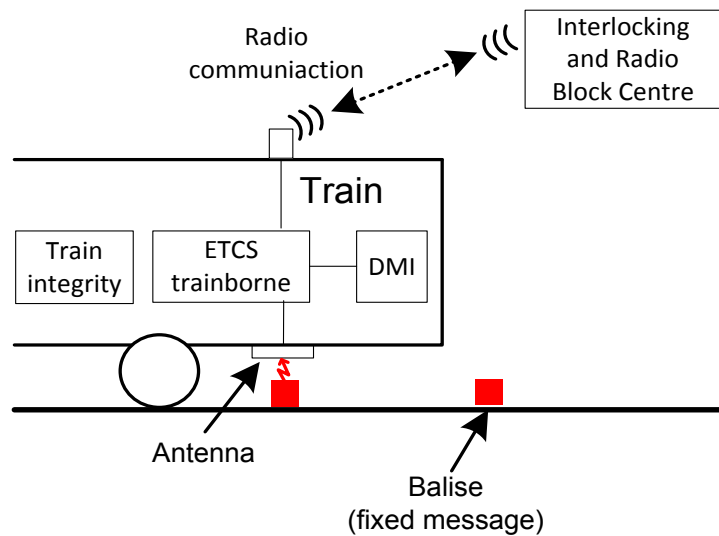 Radio
communiaction
Interlocking
and Radio
Block Centre
Train
Train
integrity
ETCS
trainborne
DMI
Antenna
Balise
(fixed message)